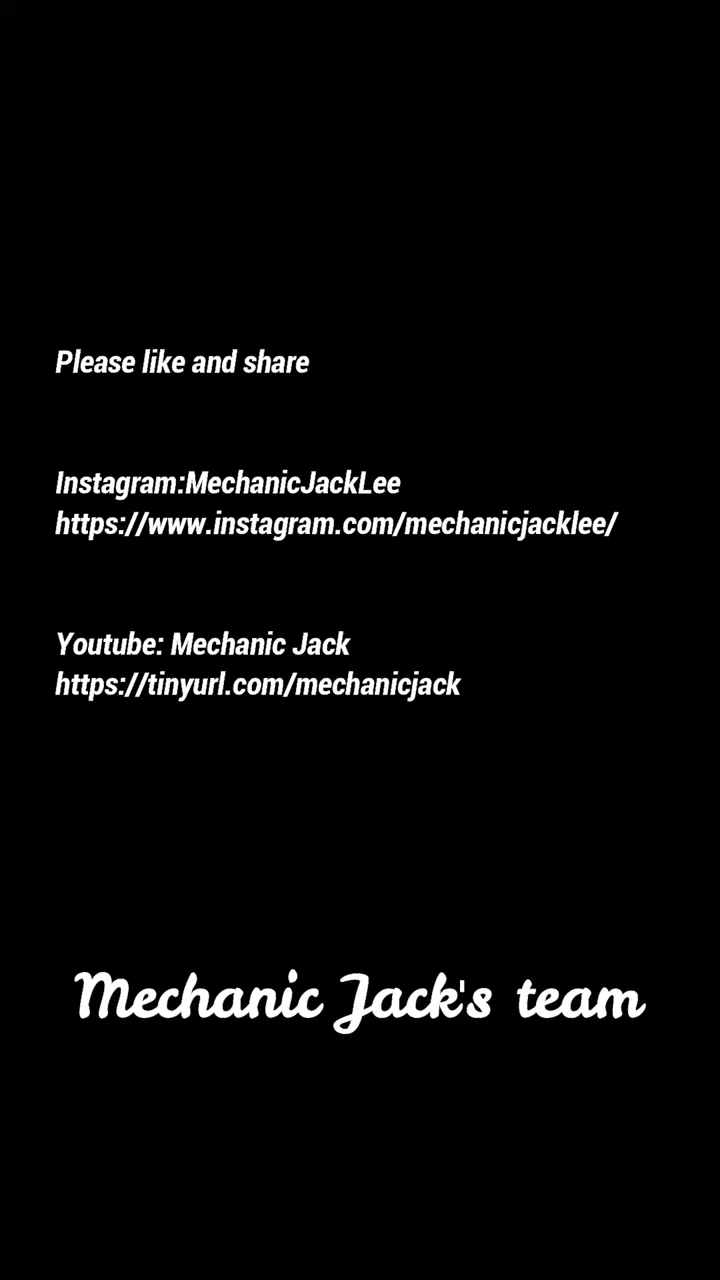 Please like and share
Instagram:MechanicJackLee
https://www.instagram.com/mechanicjacklee/
Youtube: Mechanic Jack
https://tinyurl.com/mechanicjack
Mechanic Jack's team